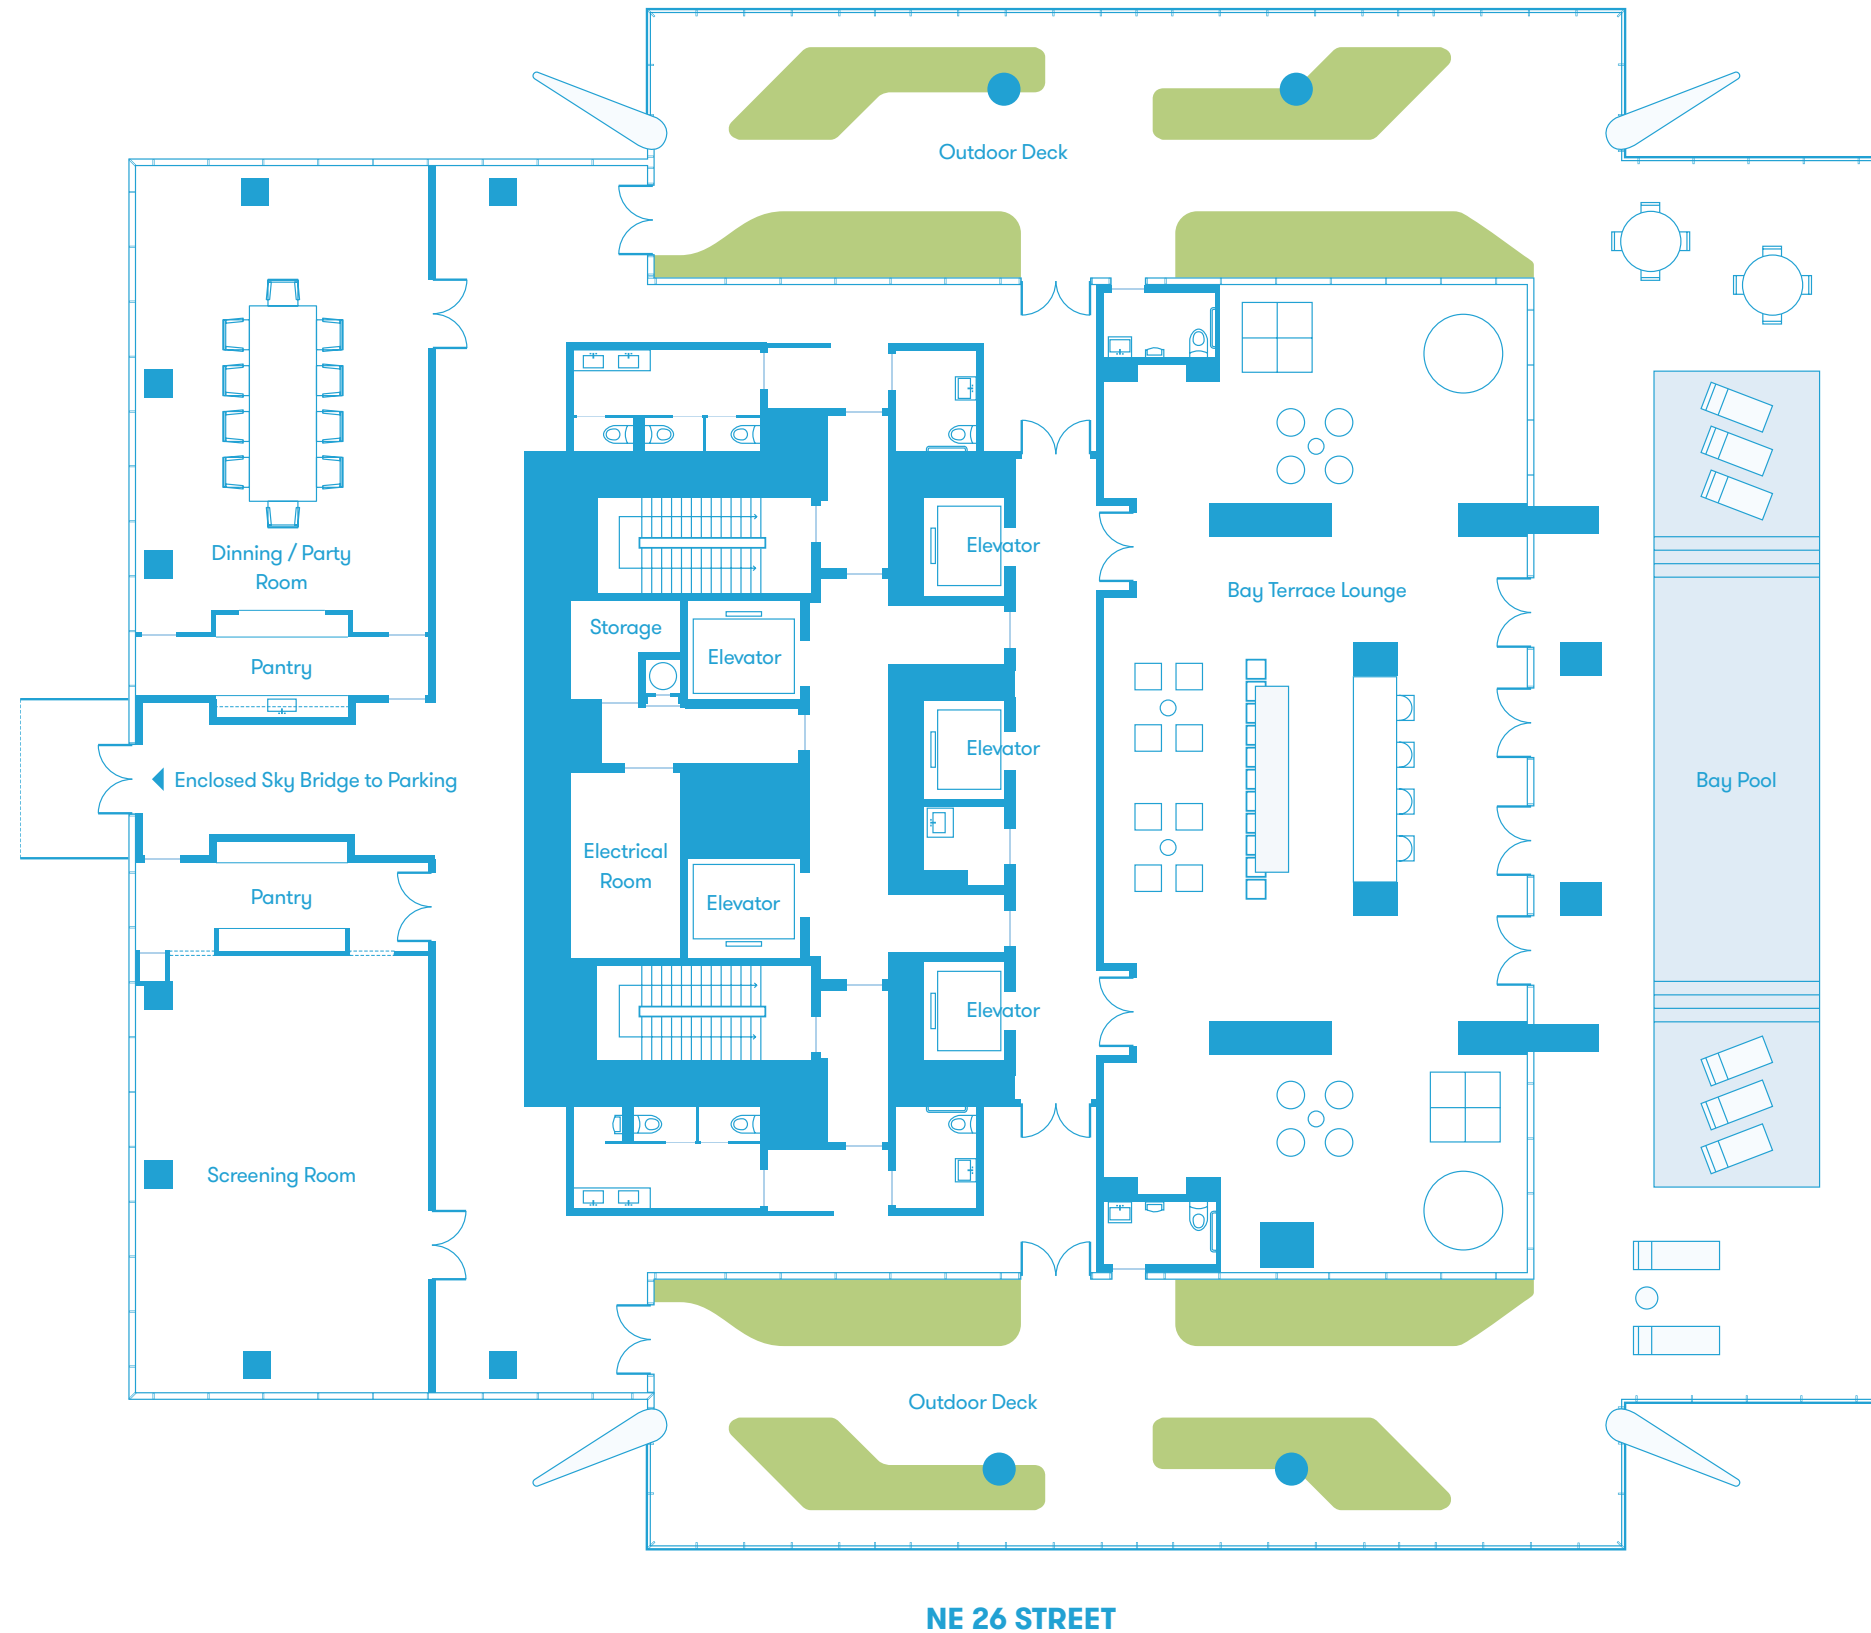 Outdoor Deck
Dinning / Party
Room
Elevator
Bay Terrace Lounge
Storage
Elevator
Pantry
Elevator
Enclosed Sky Bridge to Parking
Bay Pool
Electrical
Room
Pantry
Elevator
Elevator
Screening Room
Outdoor Deck
NE 26 STREET